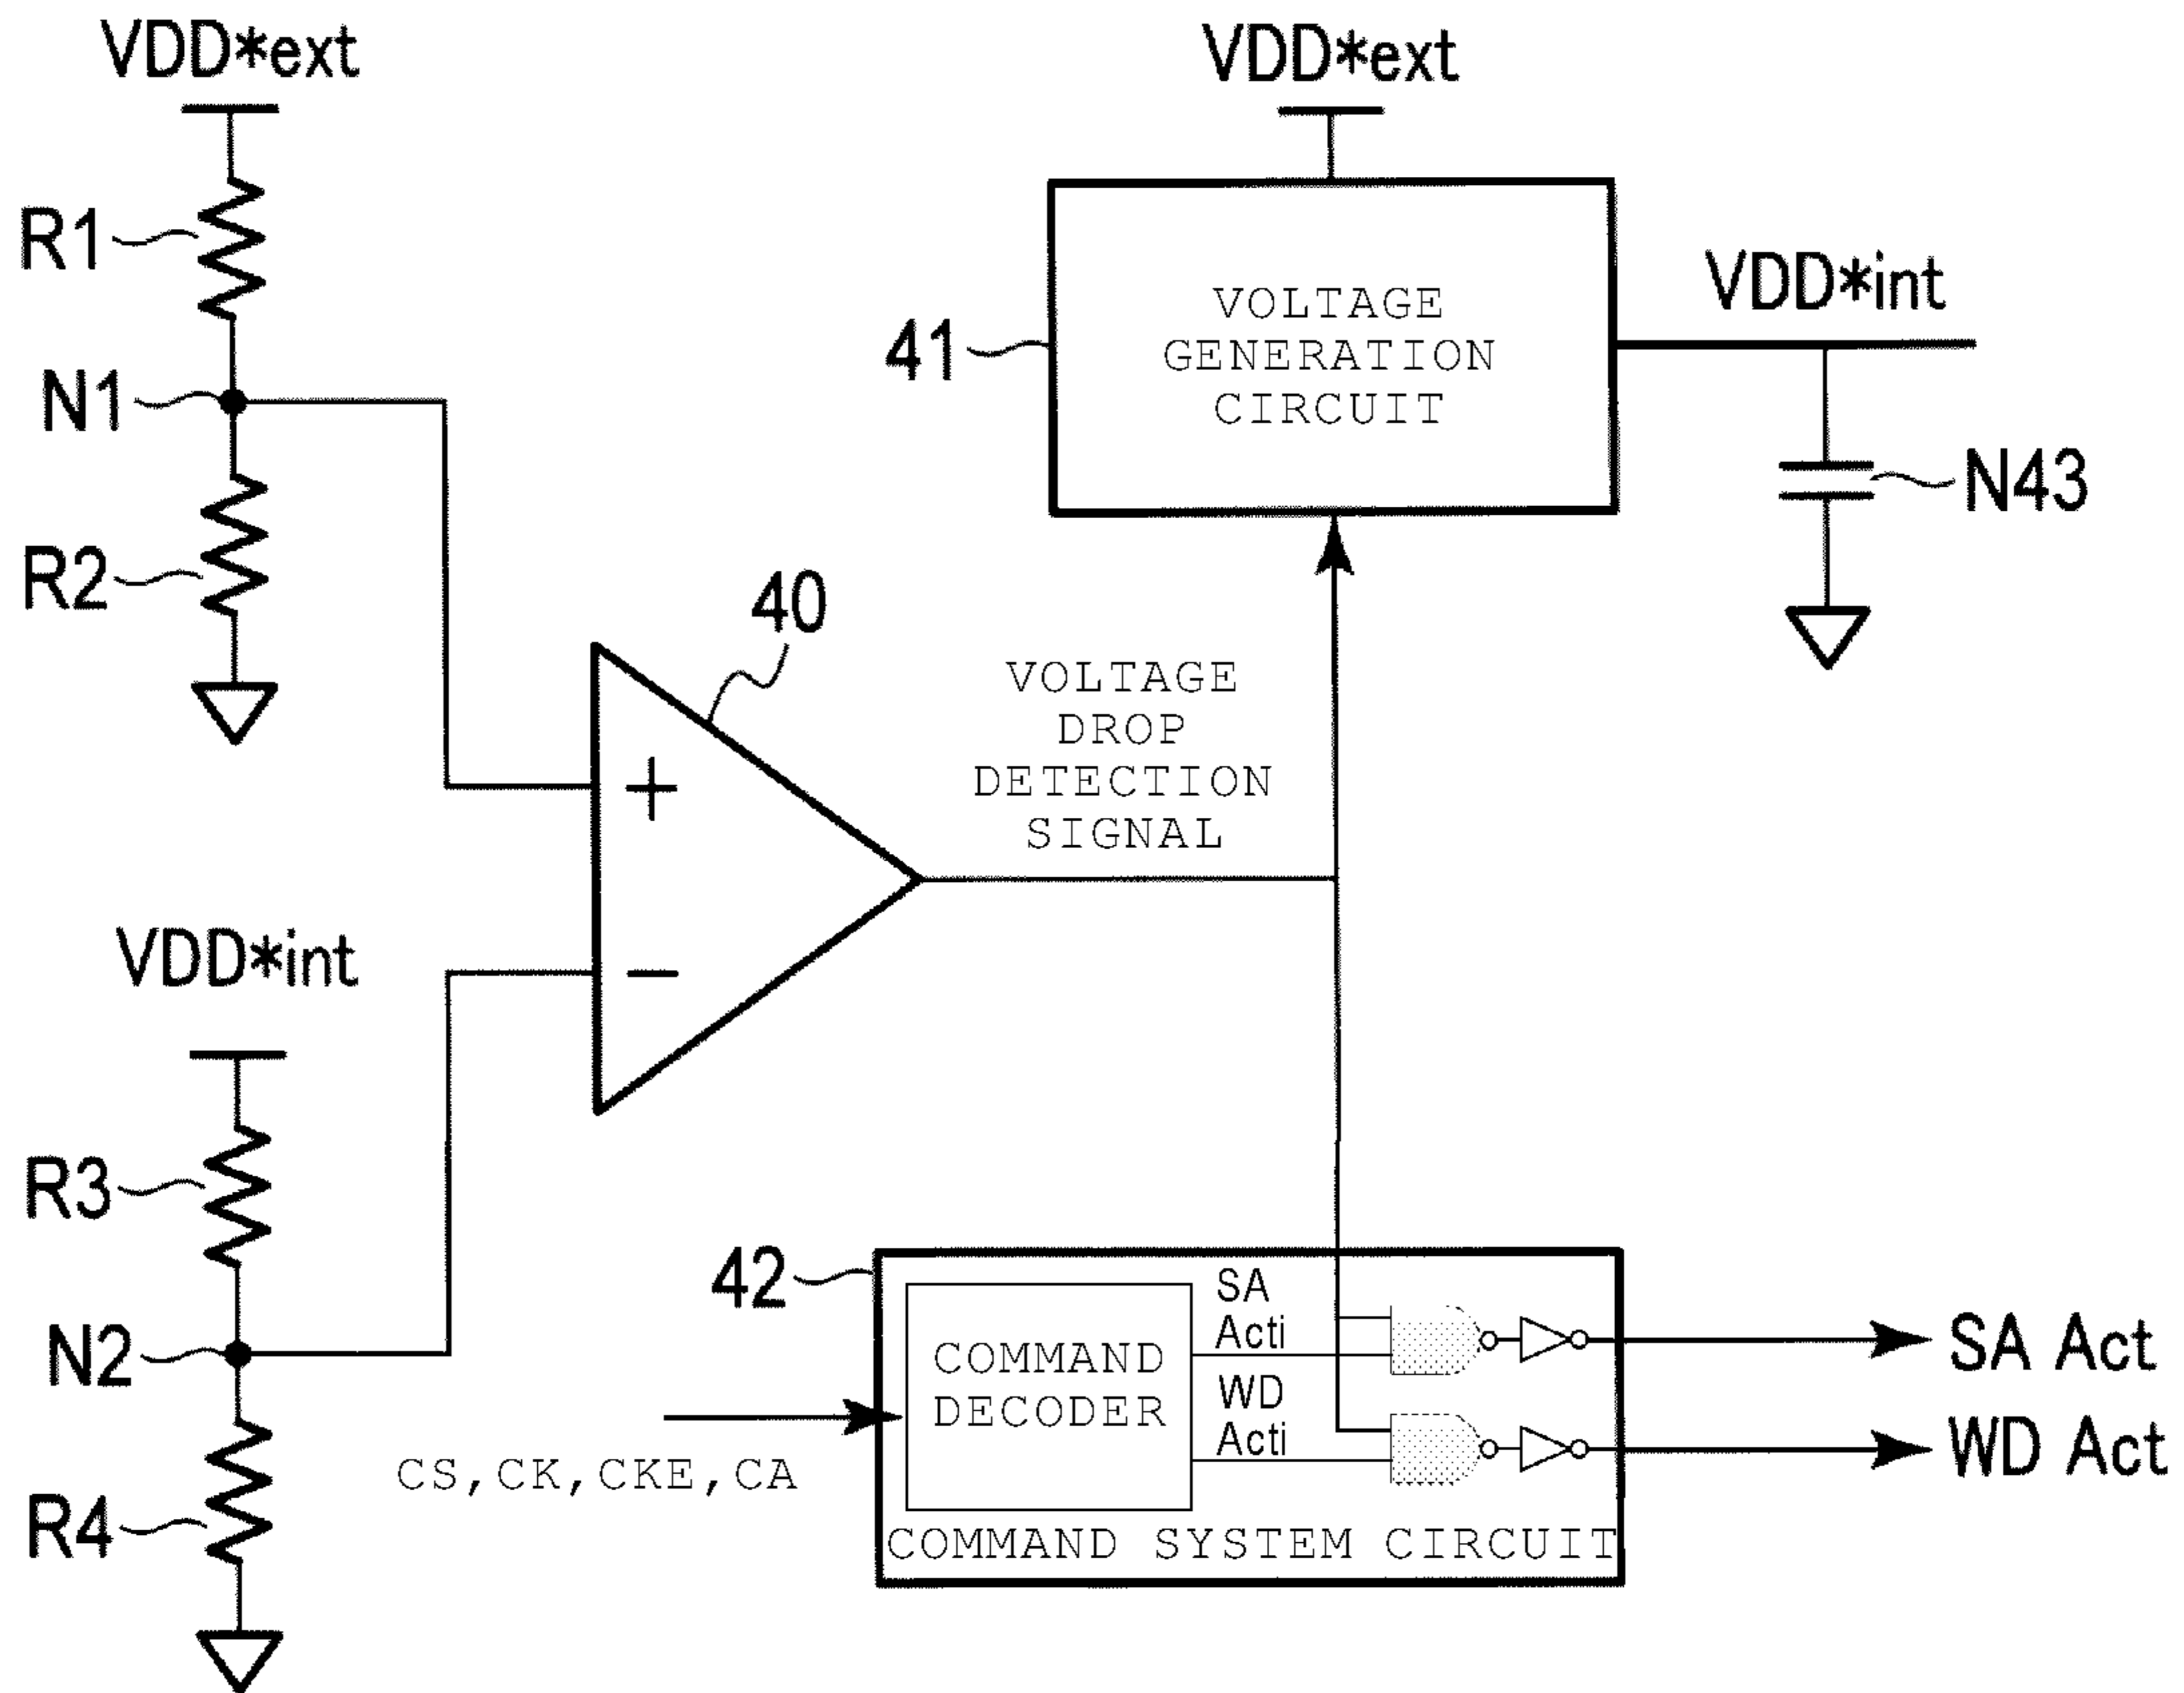 VDD*ext
VDD*ext
R1
VOLTAGE
GENERATION
CIRCUIT
VDD*int
41
N1
N43
R2
40
VOLTAGE
DROP
DETECTION
SIGNAL
+
−
VDD*int
R3
42
SA
Acti
SA Act
N2
COMMAND
DECODER
WD
Acti
WD Act
CS,CK,CKE,CA
R4
COMMAND SYSTEM CIRCUIT